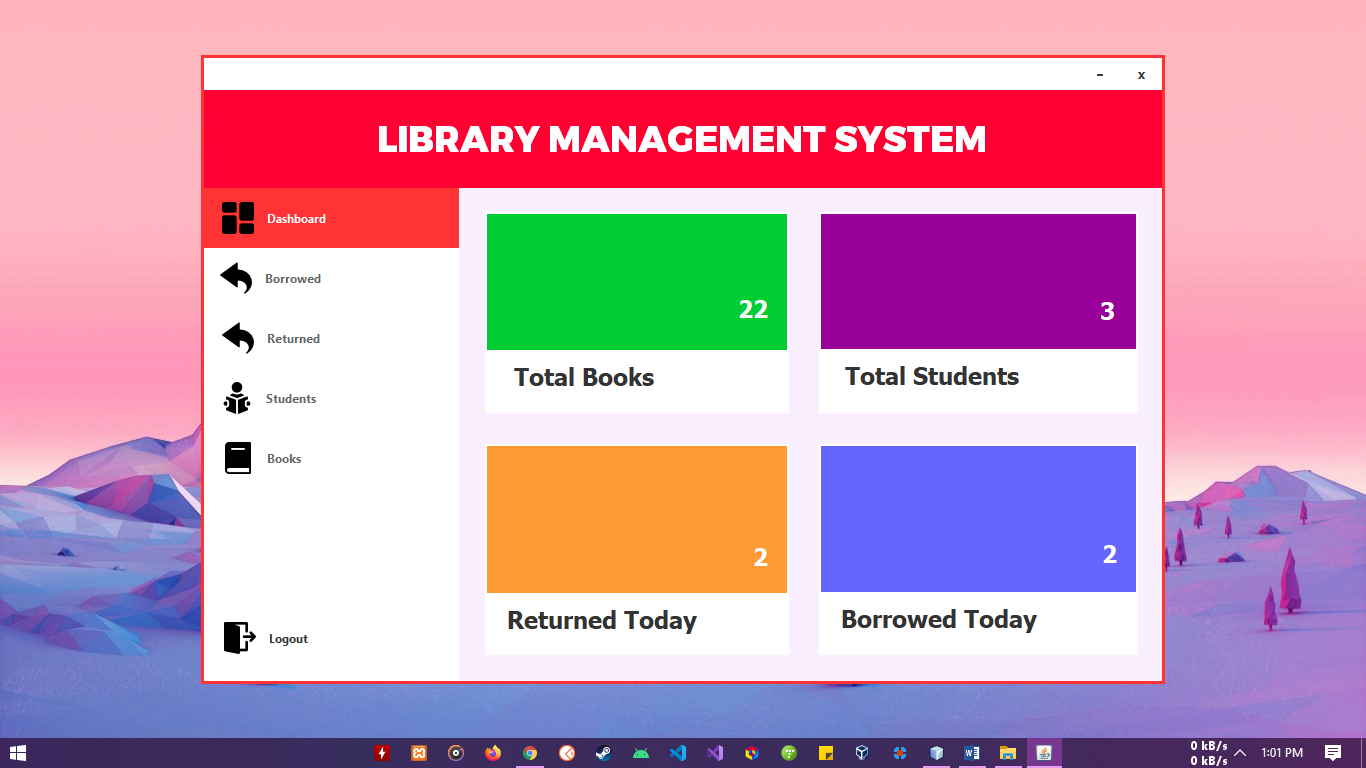 - x
LIBRARY MANAGEMENT SYSTEM
Dashboard
Borrowed
Returned
Students
Books
Logout
22
Total Books
3
Total Students
2
Returned Today
2
Borrowed Today
0 kB/s
0 kB/s
1:01 PM